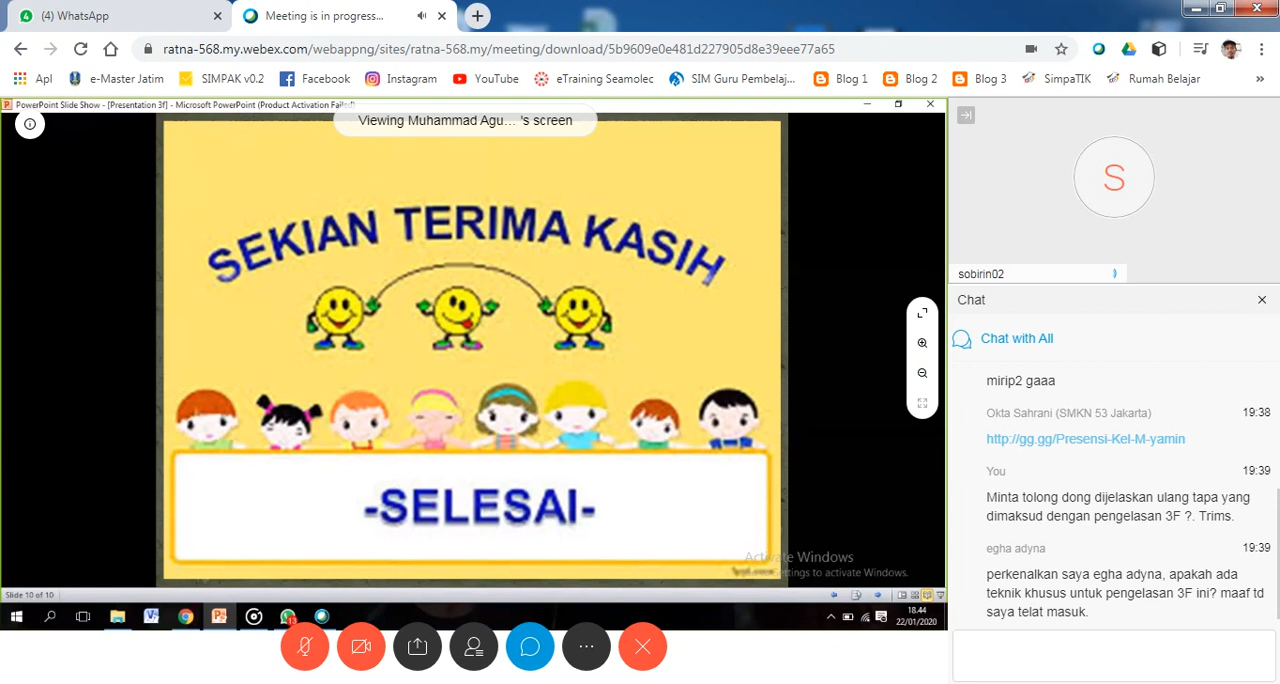 (4) WhatsApp
Meeting is in progress...
ratna-568.my.webex.com/webappng/sites/ratna-568.my/meeting/download/5b9609e0e481d227905d8e39eee77a65
Apl
e-Master Jatim
SIMPAK v0.2
Facebook
Instagram
YouTube
eTraining Seamolec
SIM Guru Pembelaj...
Blog 1
Blog 2
Blog 3
SimpaTIK
Rumah Belajar
»
PowerPoint Slide Show - [Presentation 3f] - Microsoft PowerPoint (Product Activation Failed)
Viewing Muhammad Agu... 's screen
SEKIAN TERIMA KASIH
-SELESAI-
Activate Windows
Settings to activate Windows.
Slide 10 of 10
13
18.44
22/01/2020
S
sobirin02
Chat
Chat with All
mirip2 gaaa
Okta Sahrani (SMKN 53 Jakarta) 19:38
http://gg.gg/Presensi-Kel-M-yamin
You 19:39
Minta tolong dong dijelaskan ulang tapa yang
dimaksud dengan pengelasan 3F ?. Trims.
egha adyna 19:39
perkenalkan saya egha adyna, apakah ada
teknik khusus untuk pengelasan 3F ini? maaf td
saya telat masuk.